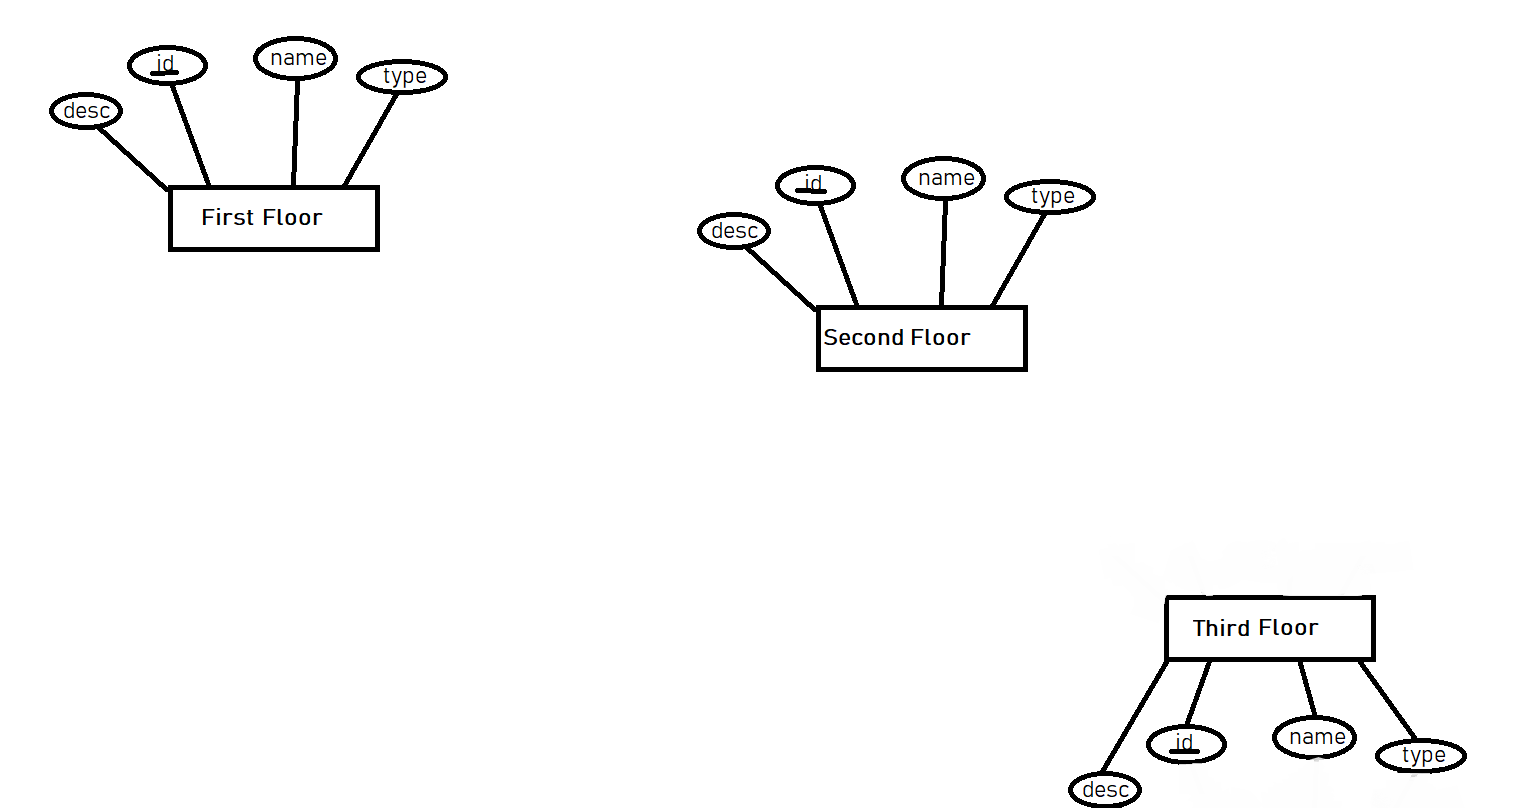 desc
id
name
type
First Floor
desc
id
name
type
Second Floor
Third Floor
desc
id
name
type